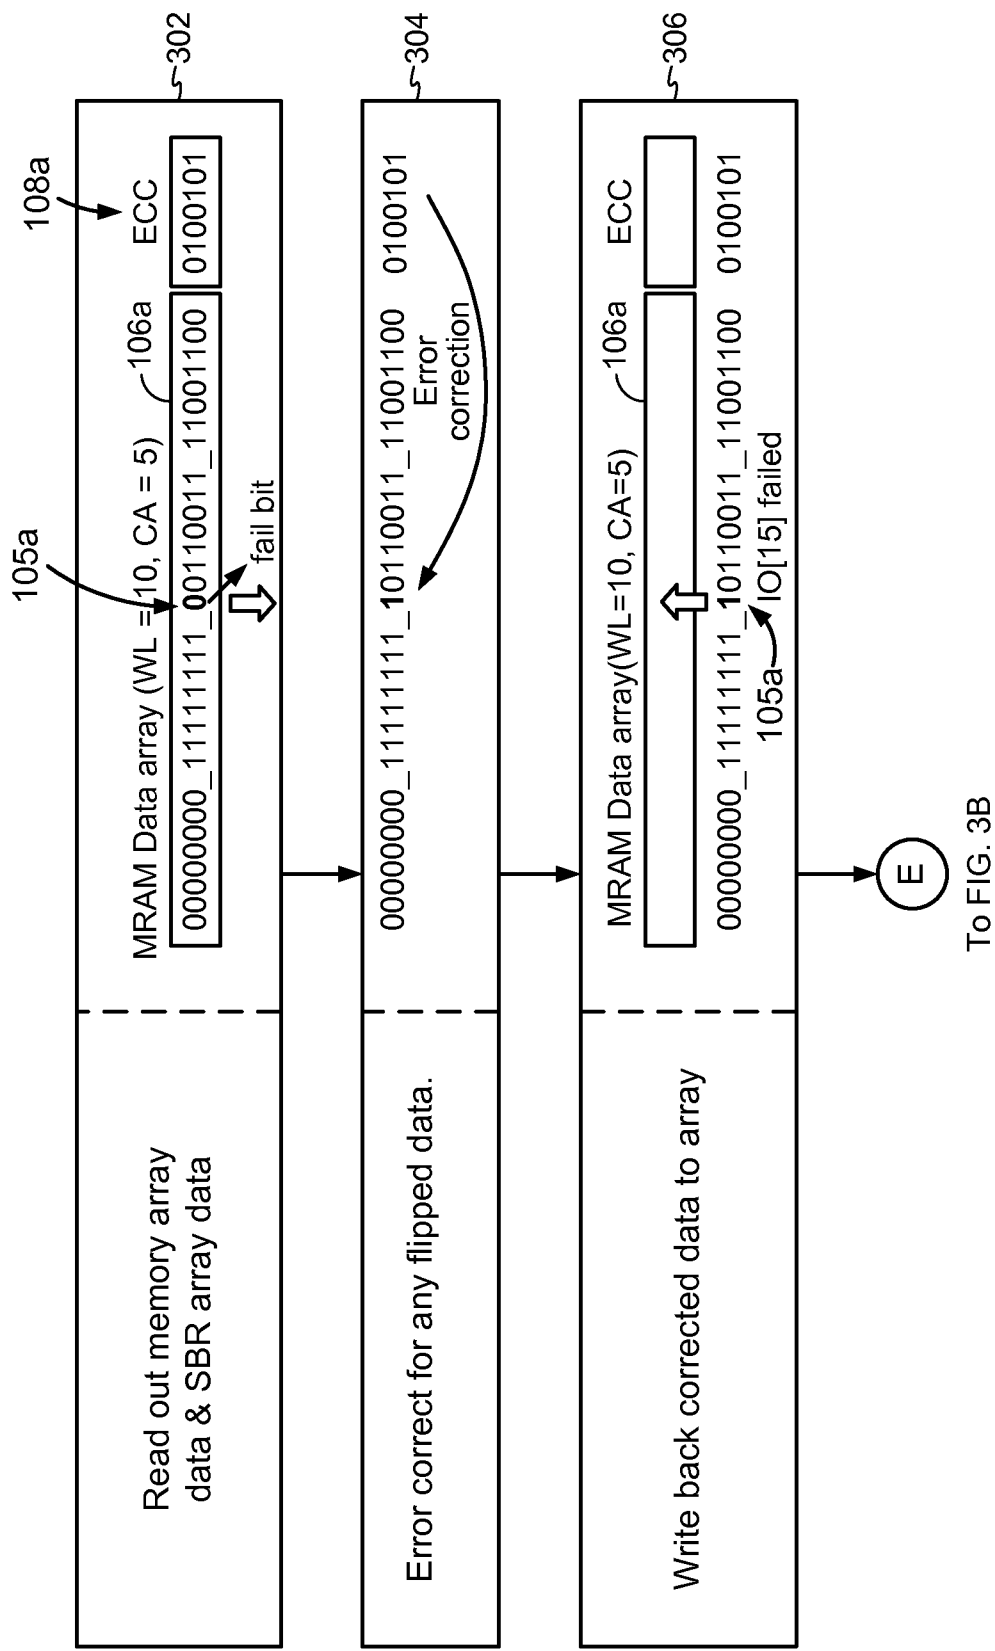 Read out memory array
data & SBR array data
105a
108a
MRAM Data array (WL = 10, CA = 5)
106a
ECC
302
00000000_11111111_00110011_11001100
0100101
fail bit
Error correct for any flipped data.
304
00000000_11111111_10110011_11001100
0100101
Error
correction
Write back corrected data to array
306
MRAM Data array(WL=10, CA=5)
106a
ECC
00000000_11111111_10110011_11001100
0100101
105a
IO[15] failed
E
To FIG. 3B